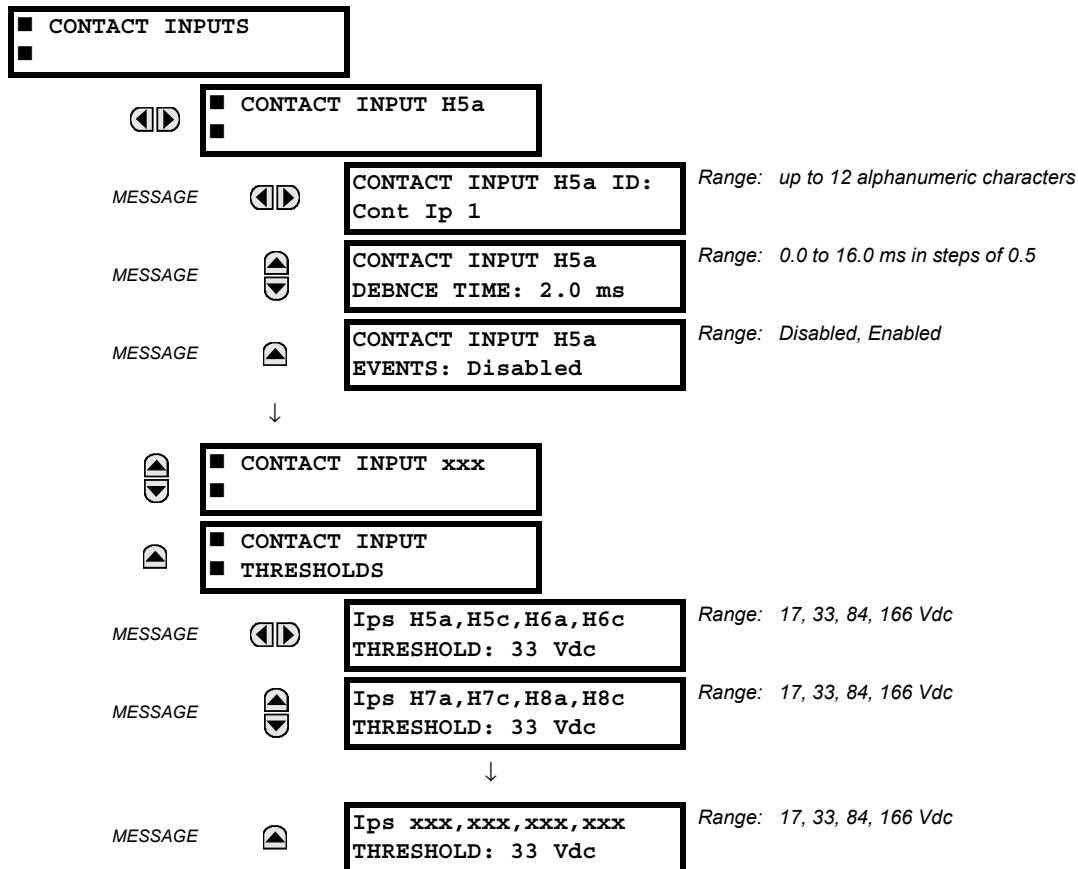 ■ CONTACT INPUTS
■
■ CONTACT INPUT H5a
■
MESSAGE
CONTACT INPUT H5a ID:
Cont Ip 1
Range: up to 12 alphanumeric characters
MESSAGE
CONTACT INPUT H5a
DEBNCE TIME: 2.0 ms
Range: 0.0 to 16.0 ms in steps of 0.5
MESSAGE
CONTACT INPUT H5a
EVENTS: Disabled
Range: Disabled, Enabled
↓
■ CONTACT INPUT xxx
■
■ CONTACT INPUT
■ THRESHOLDS
MESSAGE
Ips H5a,H5c,H6a,H6c
THRESHOLD: 33 Vdc
Range: 17, 33, 84, 166 Vdc
MESSAGE
Ips H7a,H7c,H8a,H8c
THRESHOLD: 33 Vdc
Range: 17, 33, 84, 166 Vdc
↓
MESSAGE
Ips xxx,xxx,xxx,xxx
THRESHOLD: 33 Vdc
Range: 17, 33, 84, 166 Vdc